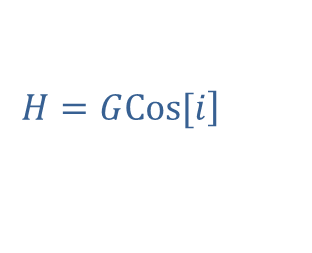 H = GCos[i]